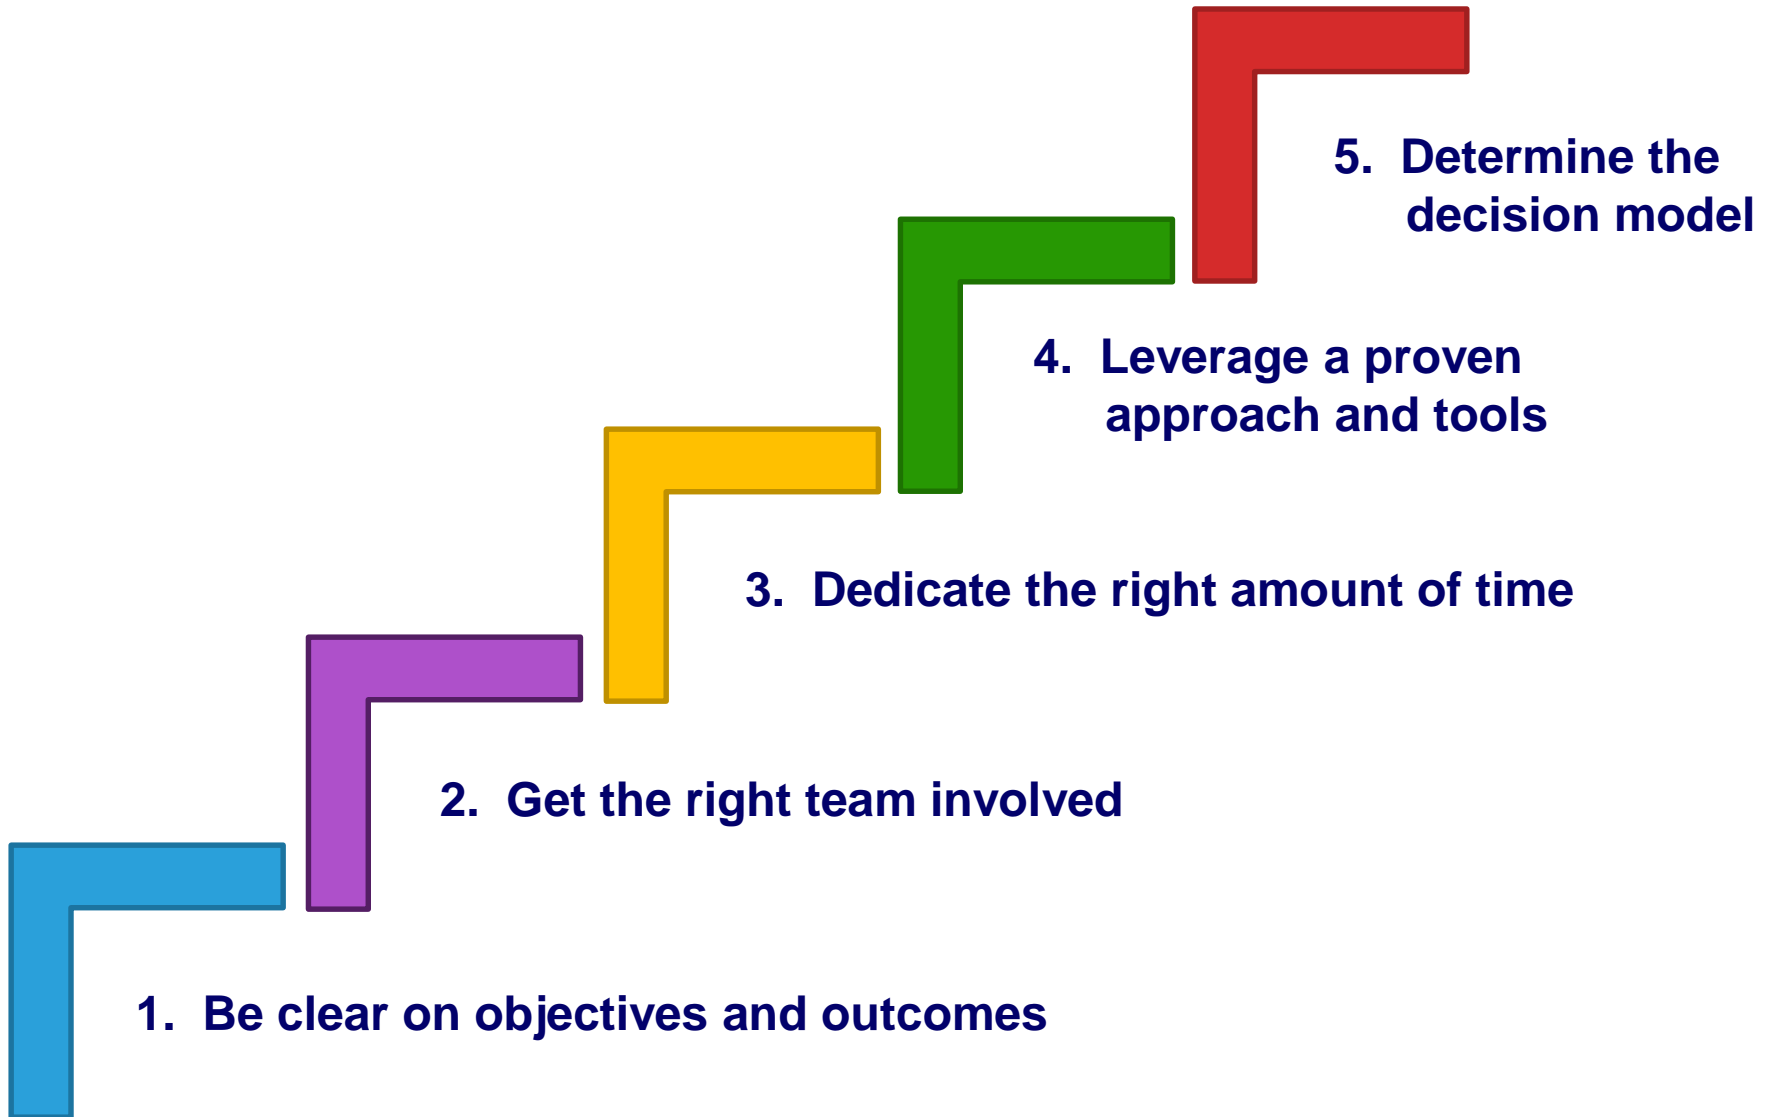 5. Determine the
decision model
4. Leverage a proven
approach and tools
3. Dedicate the right amount of time
2. Get the right team involved
1. Be clear on objectives and outcomes